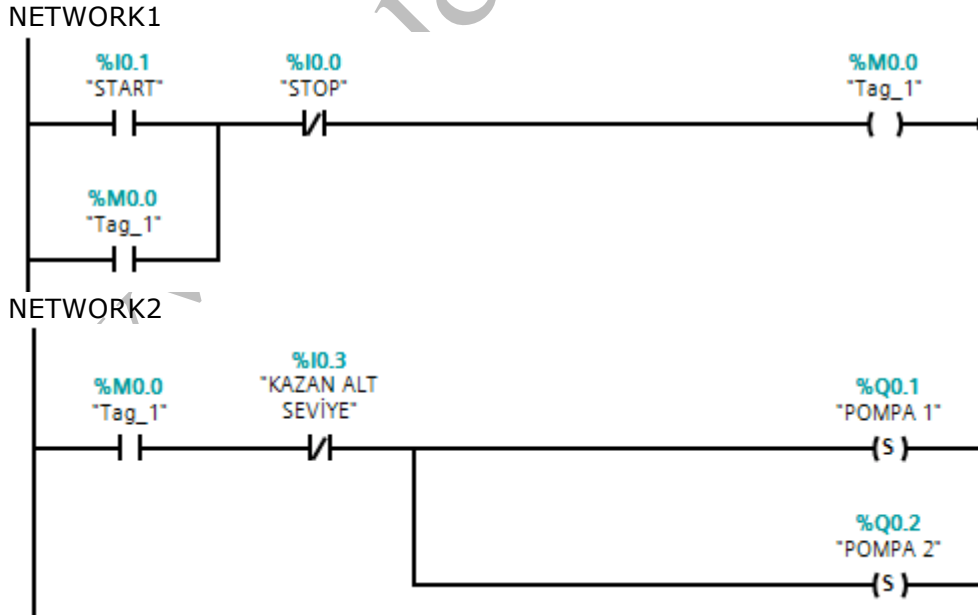 NETWORK1
%I0.1
"START"
%I0.0
"STOP"
%M0.0
"Tag_1"
%M0.0
"Tag_1"
NETWORK2
%M0.0
"Tag_1"
%I0.3
"KAZAN ALT
SEVİYE"
%Q0.1
"POMPA 1"
S
%Q0.2
"POMPA 2"
S